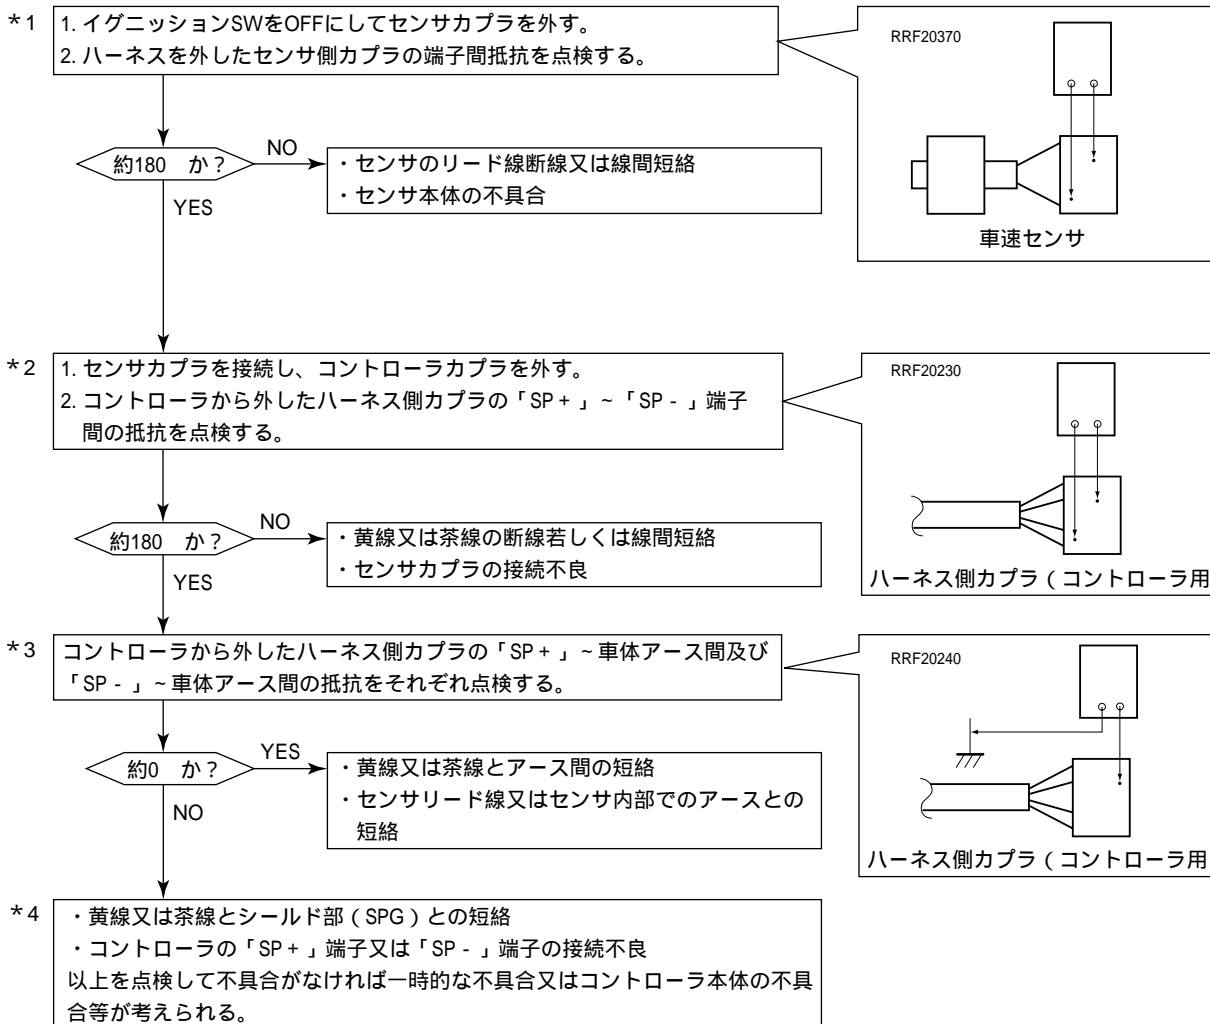 *1
1. イグニッションSWをOFFにしてセンサカプラを外す。
2. ハーネスを外したセンサ側カプラの端子間抵抗を点検する。
RRF20370
車速センサ
約180 か？
NO
YES
・センサのリード線断線又は線間短絡
・センサ本体の不具合
*2
1. センサカプラを接続し、コントローラカプラを外す。
2. コントローラから外したハーネス側カプラの「SP + 」~「SP - 」端子
間の抵抗を点検する。
RRF20230
ハーネス側カプラ ( コントローラ用
約180 か？
NO
YES
・黄線又は茶線の断線若しくは線間短絡
・センサカプラの接続不良
*3
コントローラから外したハーネス側カプラの「SP + 」~ 車体アース間及び
「SP - 」~ 車体アース間の抵抗をそれぞれ点検する。
RRF20240
ハーネス側カプラ ( コントローラ用
約0 か？
YES
NO
・黄線又は茶線とアース間の短絡
・センサリード線又はセンサ内部でのアースとの
短絡
*4
・黄線又は茶線とシールド部 ( SPG ) との短絡
・コントローラの「SP + 」端子又は「SP - 」端子の接続不良
以上を点検して不具合がなければ一時的な不具合又はコントローラ本体の不具
合等が考えられる。